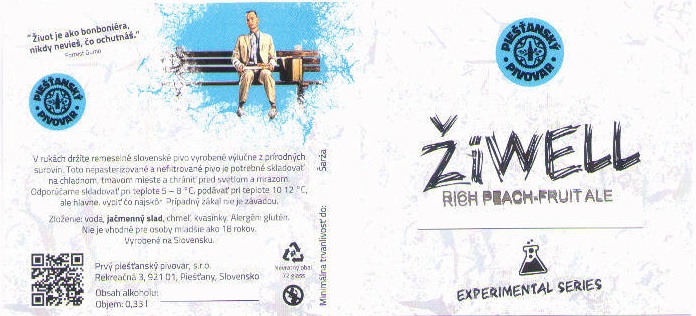 "Život je ako bonboniéra,
nikdy nevieš, čo ochutnáš."
Forrest Gump
PIEŠŤANSKÝ
PIVOVAR
V rukách držíte remeselné slovenské pivo vyrobené výlučne z prírodných
surovín. Toto nepasterizované a nefiltrované pivo je potrebné skladovať
na chladnom, tmavom mieste a chrániť pred svetlom a mrazom.
Odporúčame skladovať pri teplote 5 – 8 °C, podávať pri teplote 10 12 °C,
ale hlavne, vypiť čo najskôr. Prípadný zákal nie je závadou.
Zloženie: voda, jačmenný slad, chmeľ, kvasinky. Alergén: glutén.
Nie je vhodné pre osoby mladšie ako 18 rokov.
Vyrobené na Slovensku.
Prvý piešťanský pivovar, s.r.o.
Rekreačná 3, 921 01, Piešťany, Slovensko
Obsah alkoholu:
Objem: 0,33 l
Návratný obal
72 glass
Minimálna trvanlivosť do:
Šarža
PIEŠŤANSKÝ
PIVOVAR
ŽiWELL
RICH PEACH-FRUIT ALE
EXPERIMENTAL SERIES